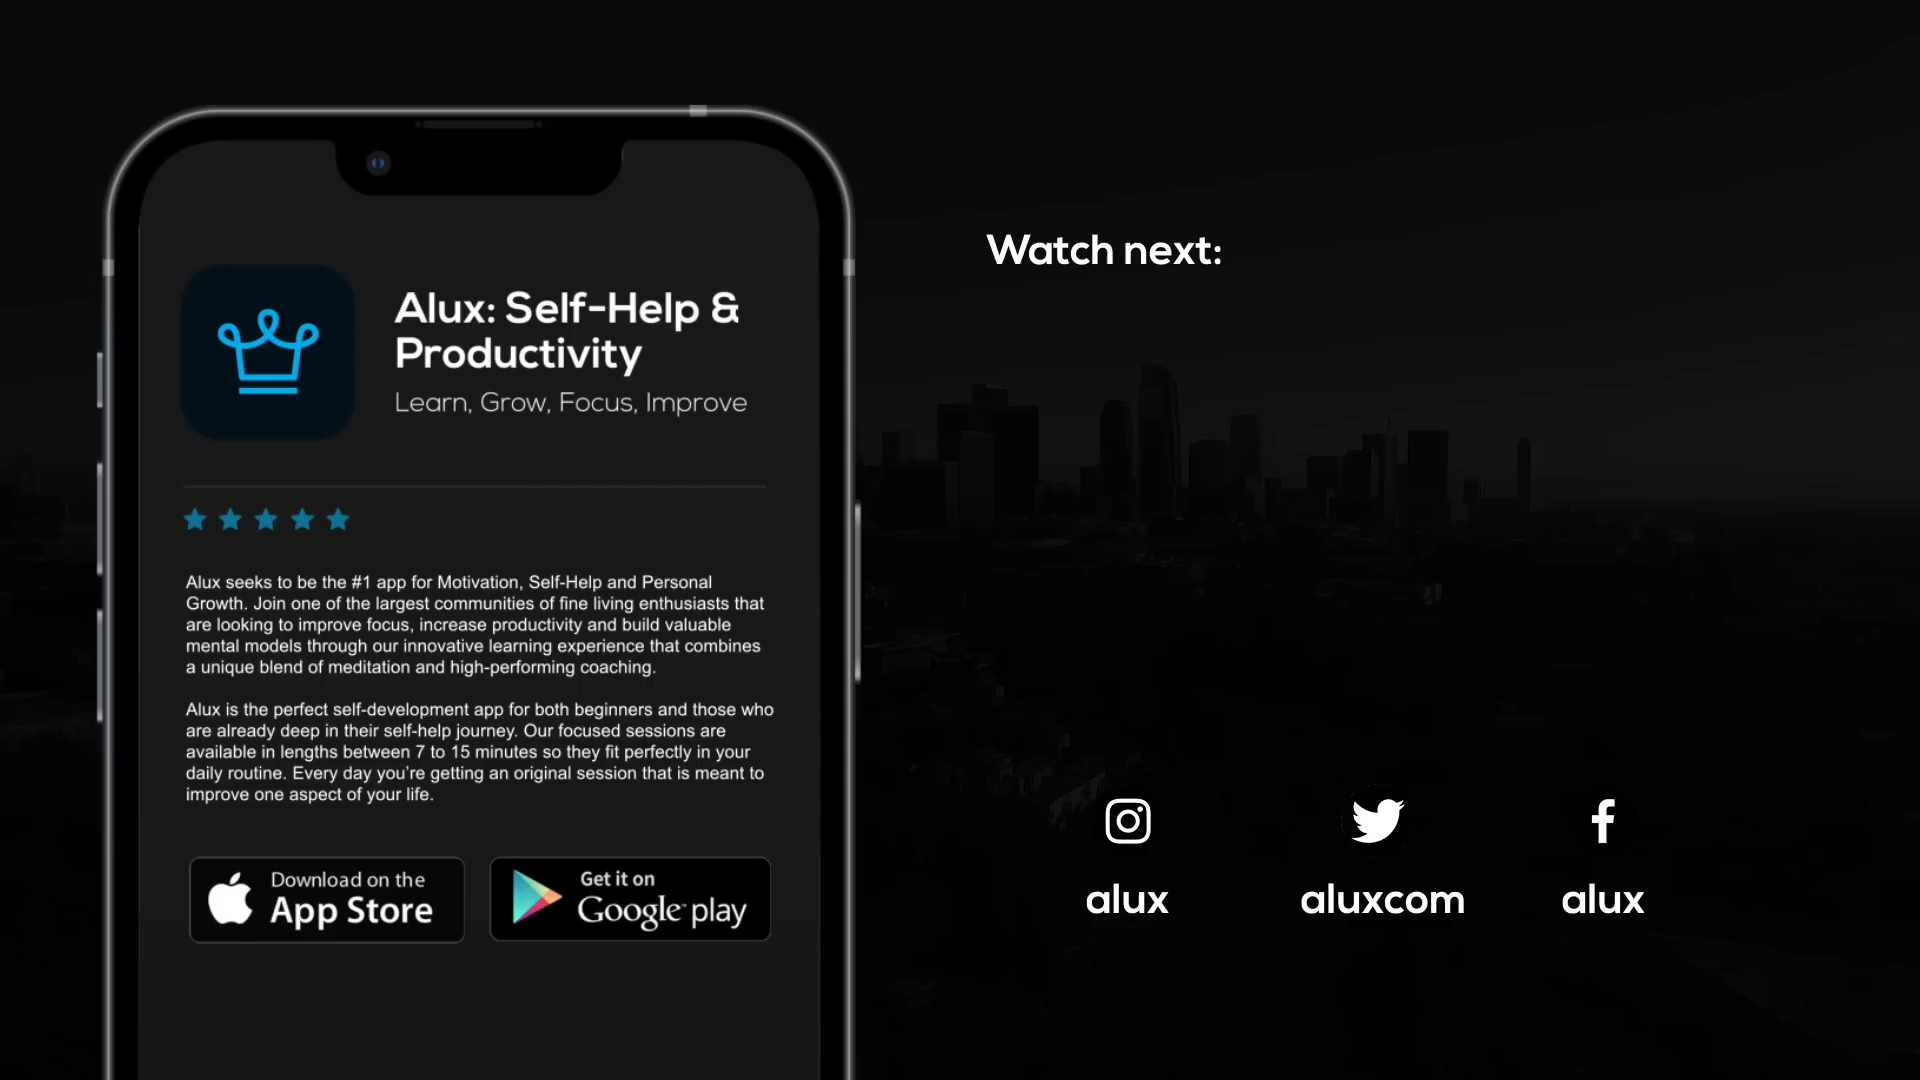 Alux: Self-Help &
Productivity
Learn, Grow, Focus, Improve
Alux seeks to be the #1 app for Motivation, Self-Help and Personal
Growth. Join one of the largest communities of fine living enthusiasts that
are looking to improve focus, increase productivity and build valuable
mental models through our innovative learning experience that combines
a unique blend of meditation and high-performing coaching.
Alux is the perfect self-development app for both beginners and those who
are already deep in their self-help journey. Our focused sessions are
available in lengths between 7 to 15 minutes so they fit perfectly in your
daily routine. Every day you're getting an original session that is meant to
improve one aspect of your life.
Download on the
App Store
Get it on
Google play
Watch next:
alux
aluxcom
alux